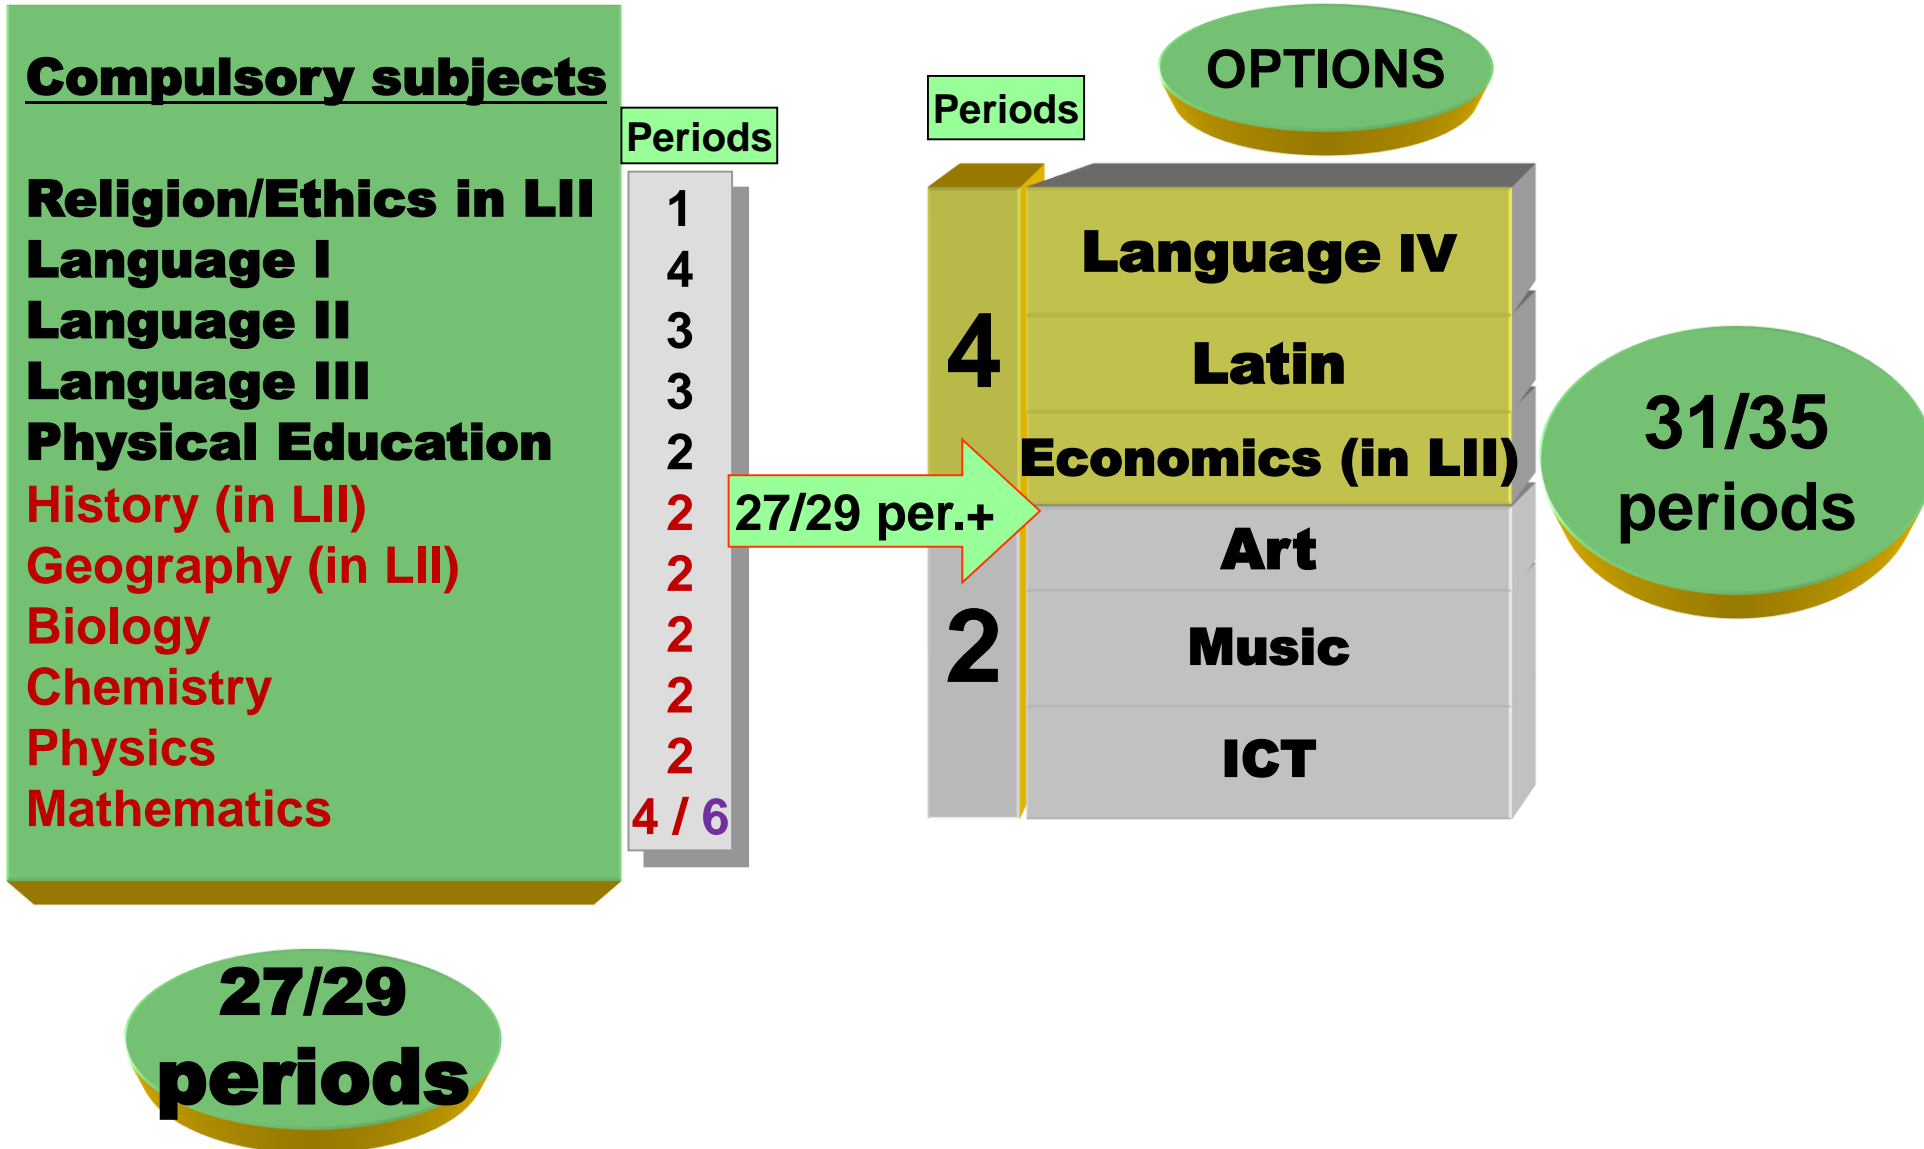 Compulsory subjects
Periods
Religion/Ethics in LII 1
Language I 4
Language II 3
Language III 3
Physical Education 2
History (in LII) 2
Geography (in LII) 2
Biology 2
Chemistry 2
Physics 2
Mathematics 4 / 6
27/29
periods
27/29 per.+
OPTIONS
Periods
4
Language IV
Latin
Economics (in LII)
2
Art
Music
ICT
31/35
periods